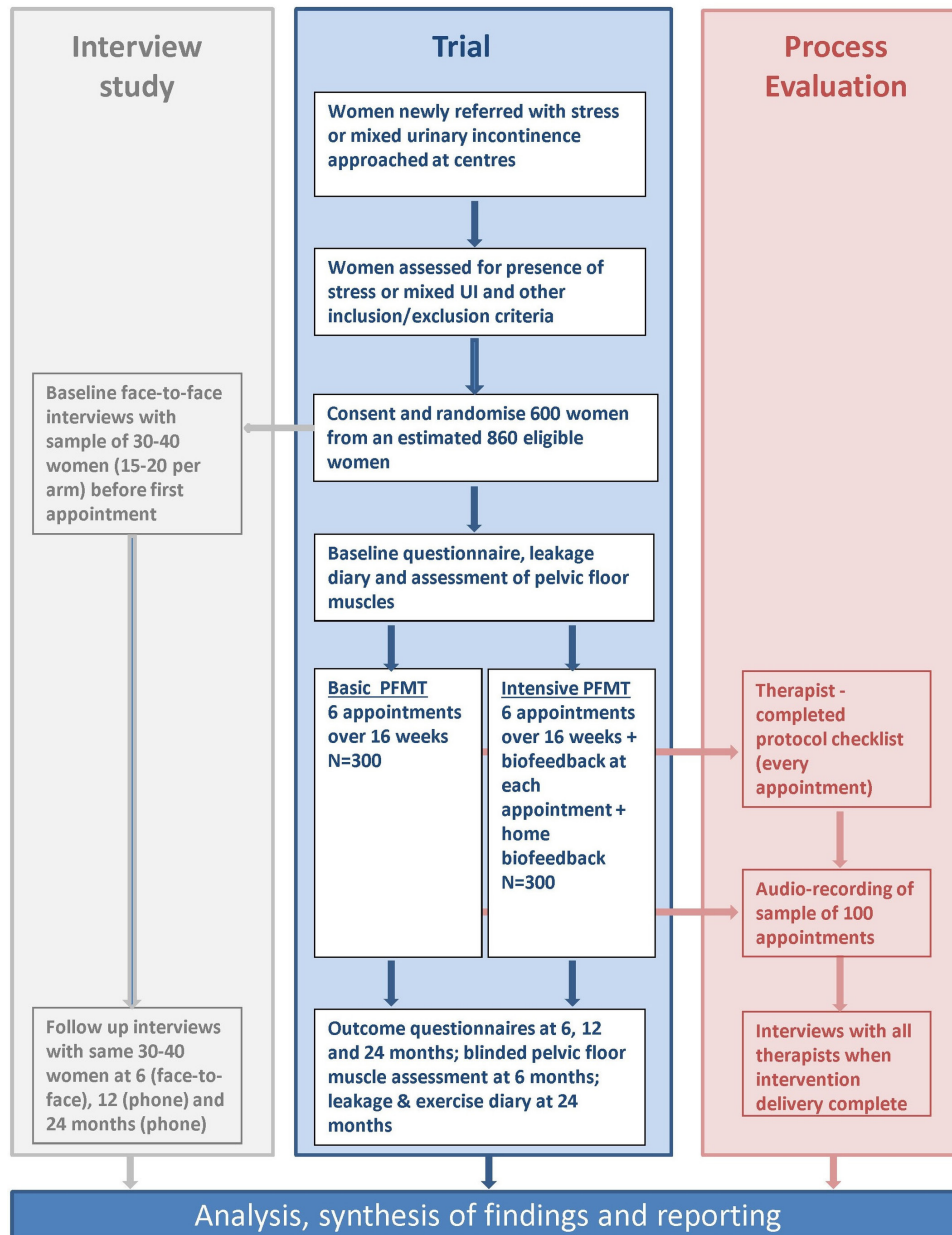 Interview
study
Baseline face-to-face
interviews with
sample of 30-40
women (15-20 per
arm) before first
appointment
Follow up interviews
with same 30-40
women at 6 (face-to-
face), 12 (phone) and
24 months (phone)
Trial
Women newly referred with stress
or mixed urinary incontinence
approached at centres
Women assessed for presence of
stress or mixed UI and other
inclusion/exclusion criteria
Consent and randomise 600 women
from an estimated 860 eligible
women
Baseline questionnaire, leakage
diary and assessment of pelvic floor
muscles
Basic PFMT
6 appointments
over 16 weeks
N=300
Intensive PFMT
6 appointments
over 16 weeks +
biofeedback at
each
appointment +
home
biofeedback
N=300
Outcome questionnaires at 6, 12
and 24 months; blinded pelvic floor
muscle assessment at 6 months;
leakage & exercise diary at 24
months
Process
Evaluation
Therapist -
completed
protocol checklist
(every
appointment)
Audio-recording of
sample of 100
appointments
Interviews with all
therapists when
intervention
delivery complete
Analysis, synthesis of findings and reporting